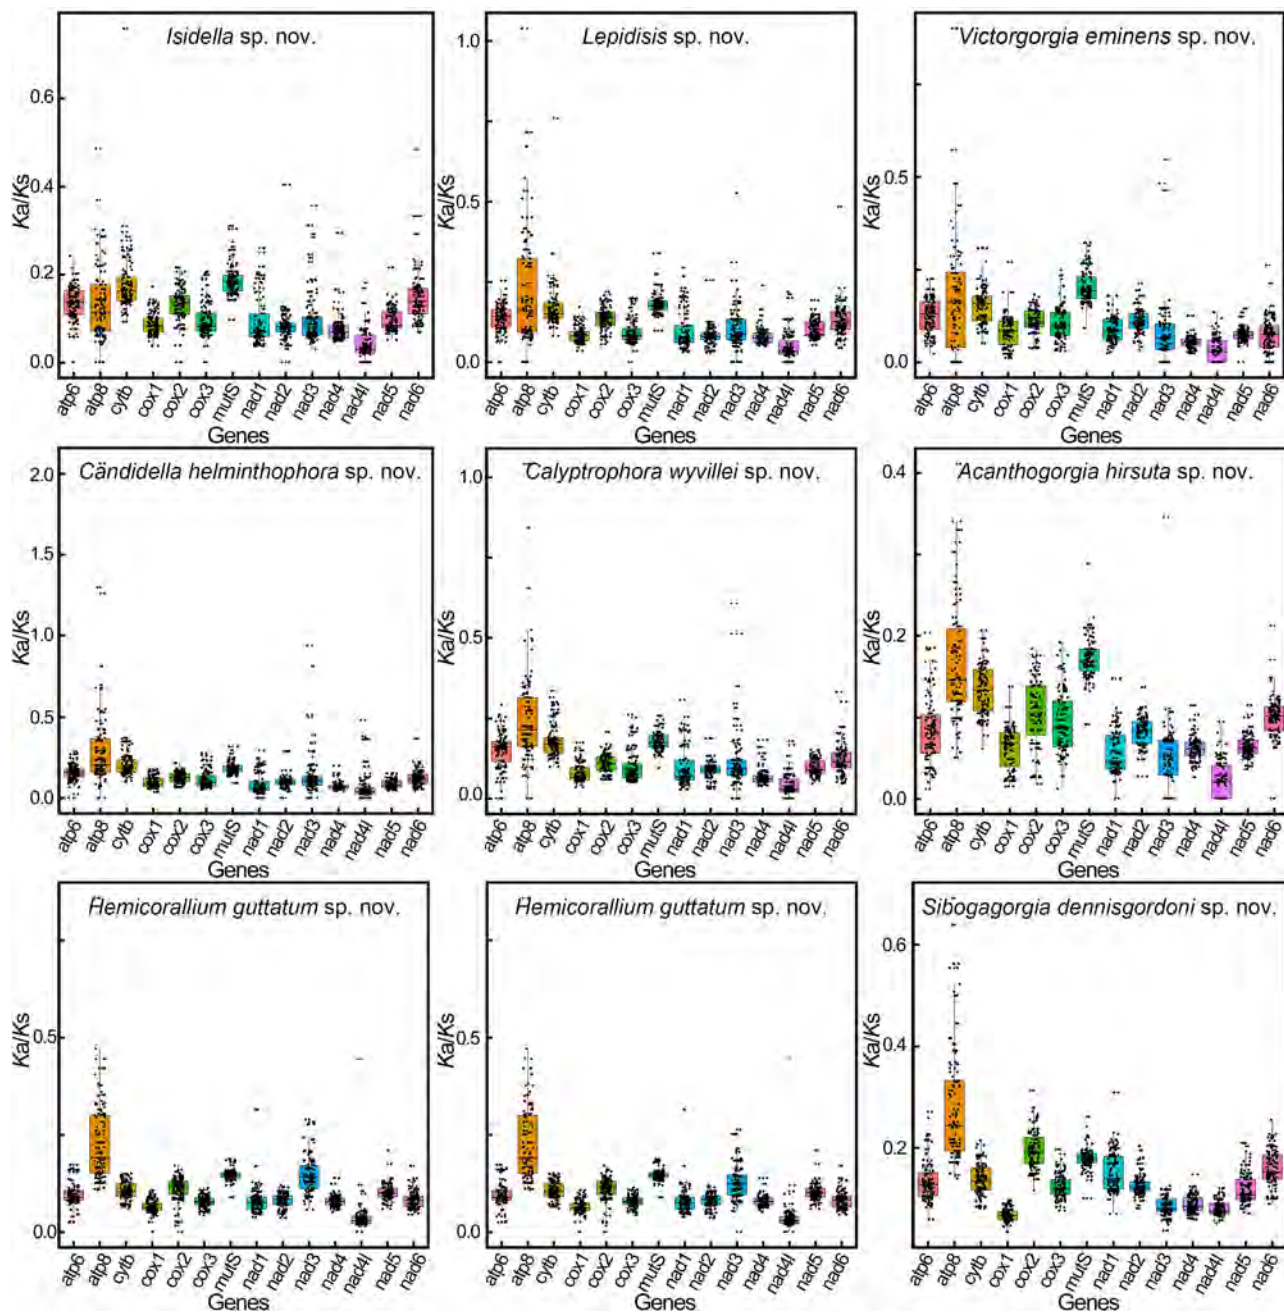 Isidella sp. nov.
Ka/Ks
0.6
0.4
0.2
0.0
atp6 atp8 cytb cox1 cox2 cox3 mutS nad1 nad2 nad3 nad4 nad4l nad5 nad6
Genes
Lepidisis sp. nov.
Ka/Ks
1.0
0.5
0.0
atp6 atp8 cytb cox1 cox2 cox3 mutS nad1 nad2 nad3 nad4 nad4l nad5 nad6
Genes
Victorgorgia eminens sp. nov.
Ka/Ks
0.5
0.0
atp6 atp8 cytb cox1 cox2 cox3 mutS nad1 nad2 nad3 nad4 nad4l nad5 nad6
Genes
Candidella helminthophora sp. nov.
Ka/Ks
2.0
1.5
1.0
0.5
0.0
atp6 atp8 cytb cox1 cox2 cox3 mutS nad1 nad2 nad3 nad4 nad4l nad5 nad6
Genes
Calyptrophora wyvillei sp. nov.
Ka/Ks
1.0
0.5
0.0
atp6 atp8 cytb cox1 cox2 cox3 mutS nad1 nad2 nad3 nad4 nad4l nad5 nad6
Genes
Acanthogorgia hirsuta sp. nov.
Ka/Ks
0.4
0.2
0.0
atp6 atp8 cytb cox1 cox2 cox3 mutS nad1 nad2 nad3 nad4 nad4l nad5 nad6
Genes
Hemicorallium guttatum sp. nov.
Ka/Ks
0.5
0.0
atp6 atp8 cytb cox1 cox2 cox3 mutS nad1 nad2 nad3 nad4 nad4l nad5 nad6
Genes
Hemicorallium guttatum sp. nov.
Ka/Ks
0.5
0.0
atp6 atp8 cytb cox1 cox2 cox3 mutS nad1 nad2 nad3 nad4 nad4l nad5 nad6
Genes
Sibogagorgia dennisgordoni sp. nov.
Ka/Ks
0.6
0.4
0.2
atp6 atp8 cytb cox1 cox2 cox3 mutS nad1 nad2 nad3 nad4 nad4l nad5 nad6
Genes